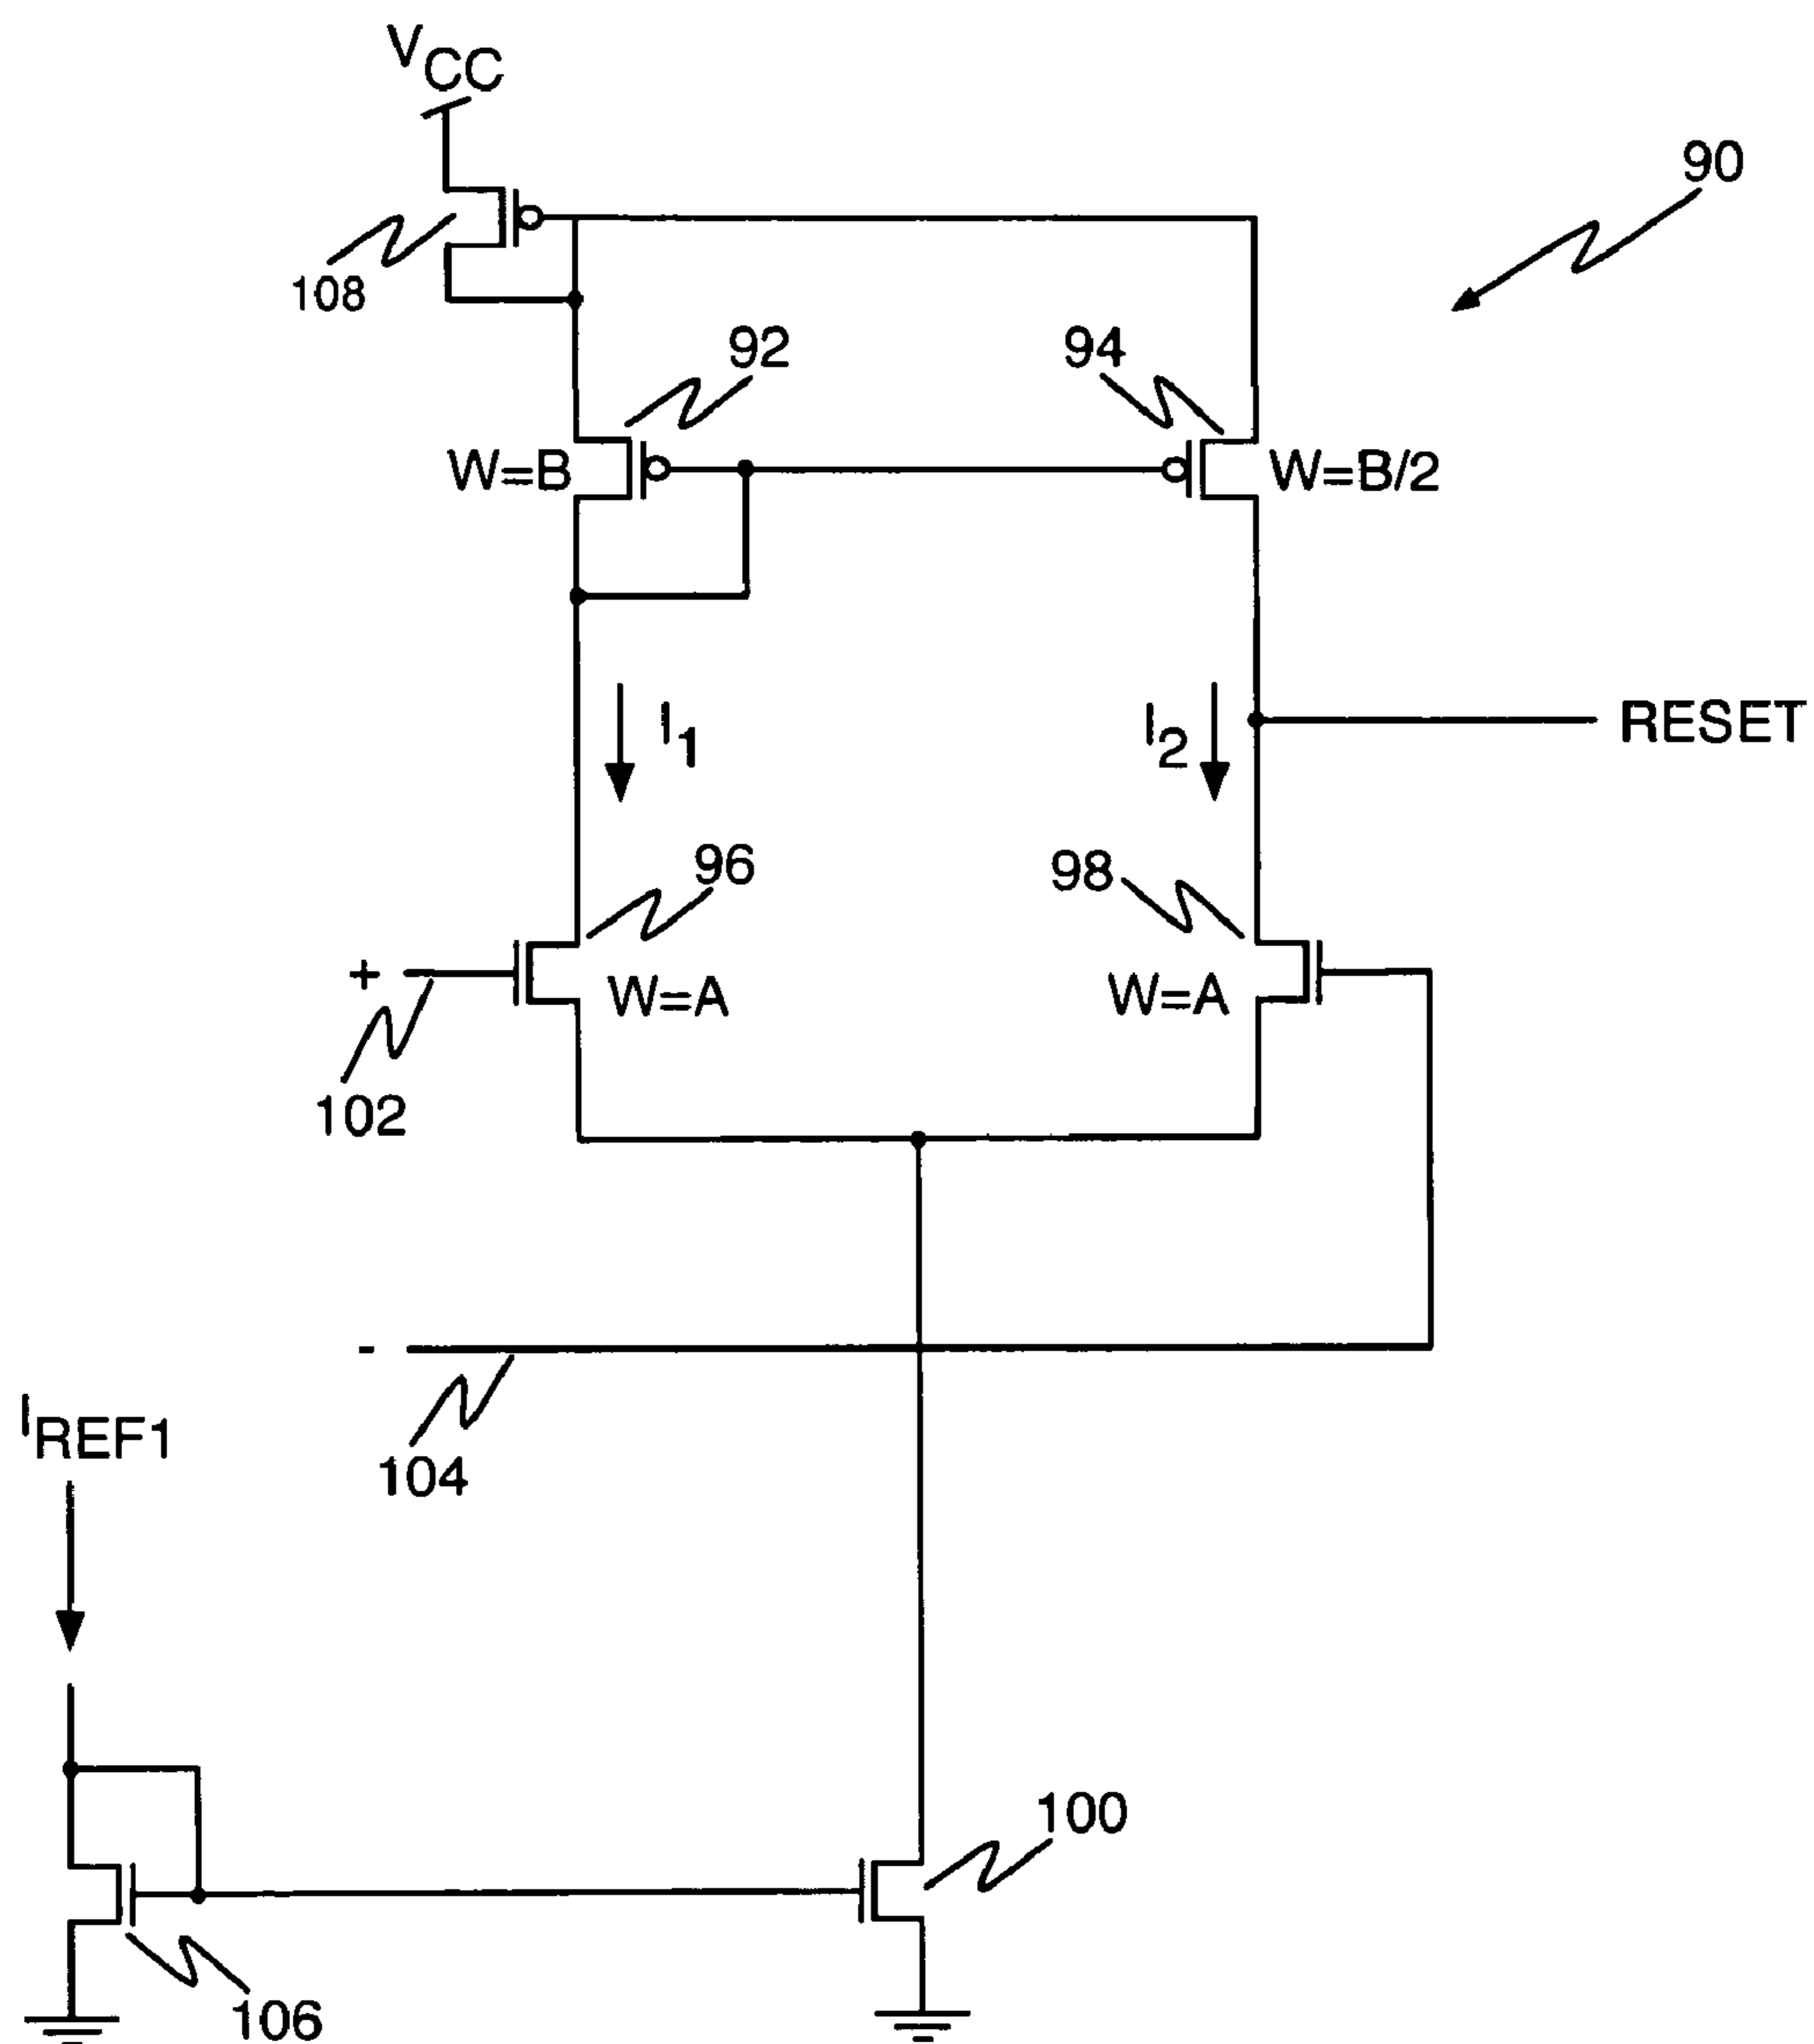 VCC
90
108
92
94
W=B
W=B/2
I1
I2
RESET
96
98
+
W=A
W=A
102
-
IREF1
104
100
106